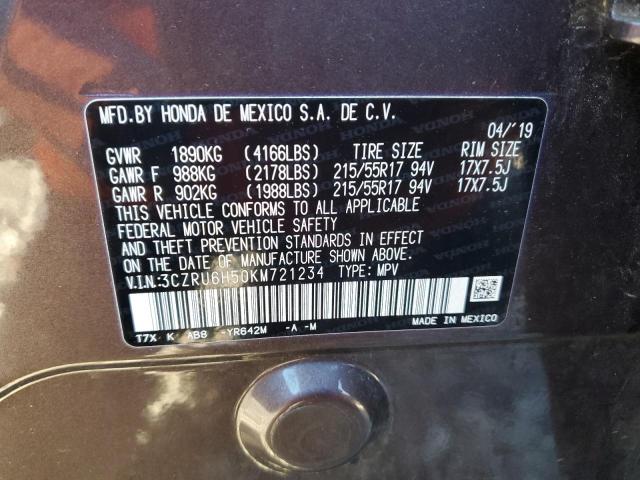 MFD.BY HONDA DE MEXICO S.A. DE C.V.
04/'19
GVWR 1890KG (4166LBS) TIRE SIZE RIM SIZE
GAWR F 988KG (2178LBS) 215/55R17 94V 17X7.5J
GAWR R 902KG (1988LBS) 215/55R17 94V 17X7.5J
THIS VEHICLE CONFORMS TO ALL APPLICABLE
FEDERAL MOTOR VEHICLE SAFETY
AND THEFT PREVENTION STANDARDS IN EFFECT
ON THE DATE OF MANUFACTURE SHOWN ABOVE.
V.I.N:3CZRU6H50KM721234 TYPE: MPV
T7X K AB8 -YR642M -A -M
MADE IN MEXICO